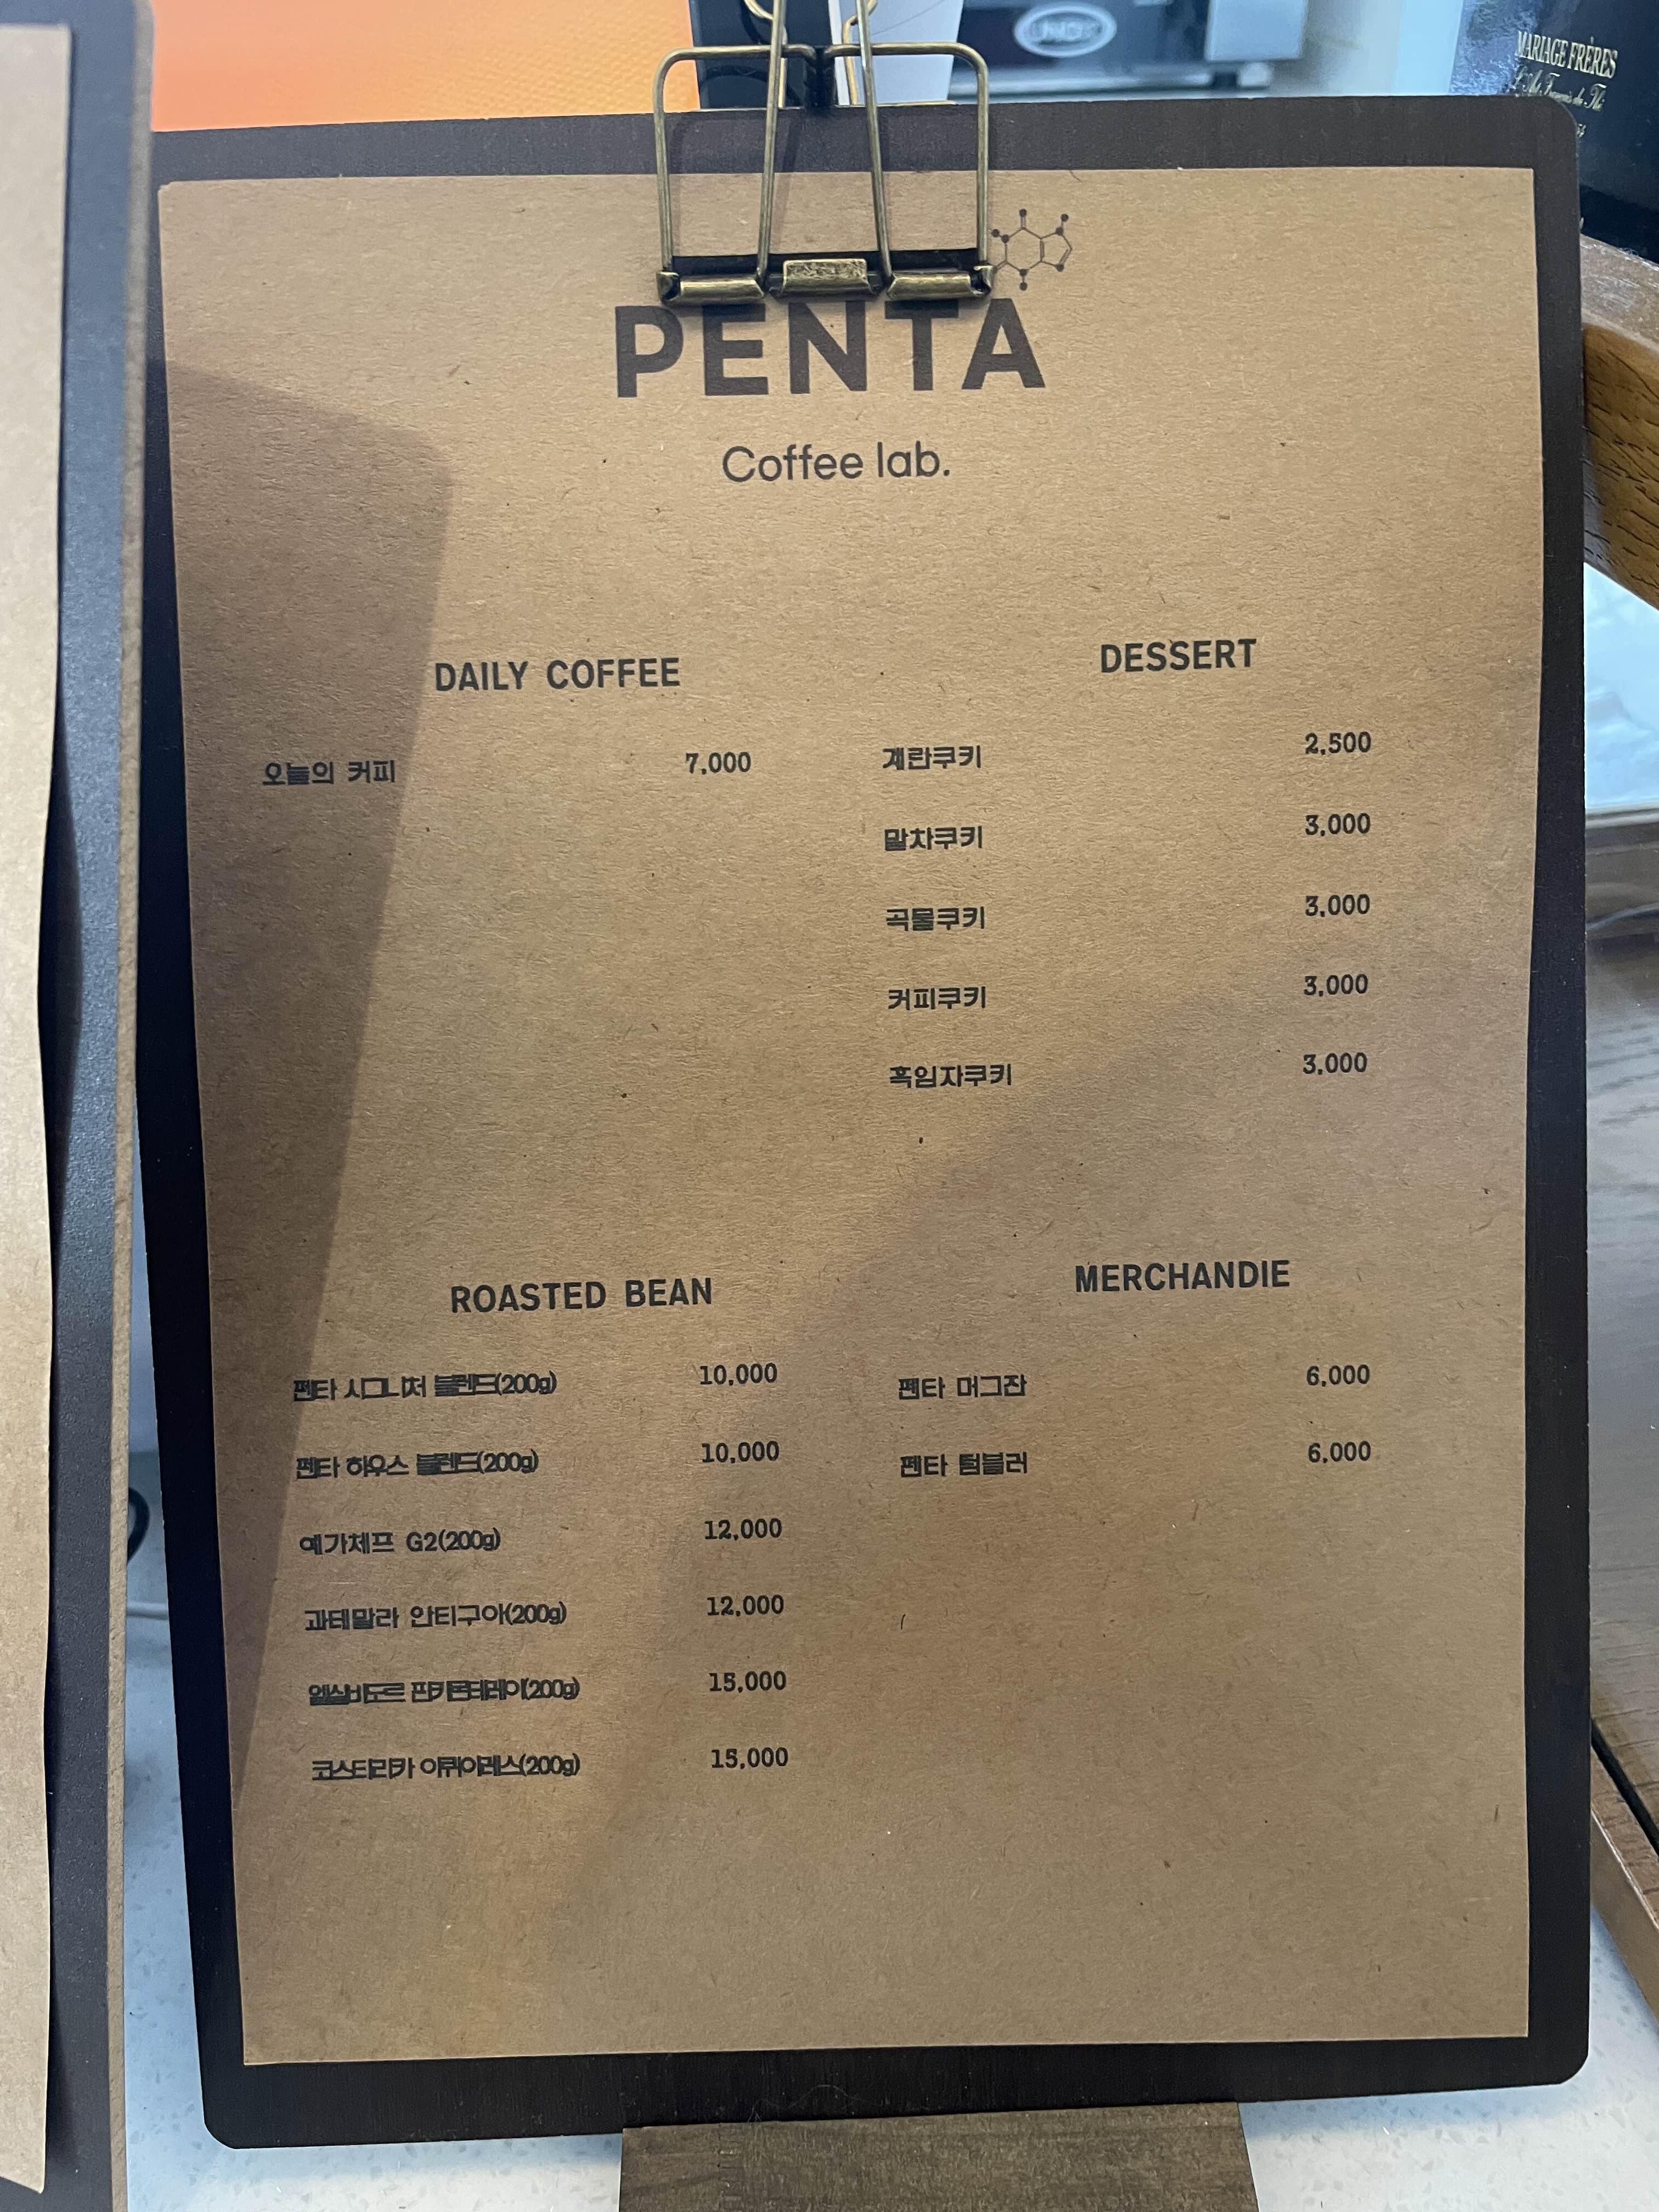 MARIAGE FRÈRES
PENTA
Coffee lab.
DAILY COFFEE
오늘의 커피 7,000
DESSERT
계란쿠키 2,500
말차쿠키 3,000
곡물쿠키 3,000
커피쿠키 3,000
흑임자쿠키 3,000
ROASTED BEAN
펜타 시그니처 블렌드(200g) 10,000
펜타 하우스 블렌드(200g) 10,000
예가체프 G2(200g) 12,000
과테말라 안티구아(200g) 12,000
엘살바도르 핀카몬테레이(200g) 15,000
코스타리카 이퀴아레스(200g) 15,000
MERCHANDIE
펜타 머그잔 6,000
펜타 텀블러 6,000